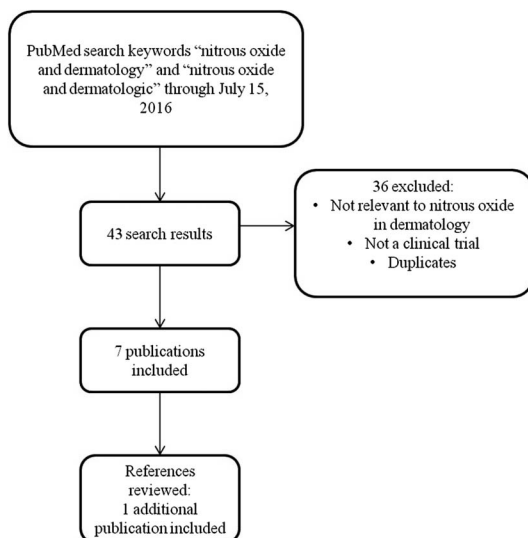 PubMed search keywords “nitrous oxide
and dermatology” and “nitrous oxide
and dermatologic” through July 15,
2016
43 search results
36 excluded:
• Not relevant to nitrous oxide
in dermatology
• Not a clinical trial
• Duplicates
7 publications
included
References
reviewed:
1 additional
publication included